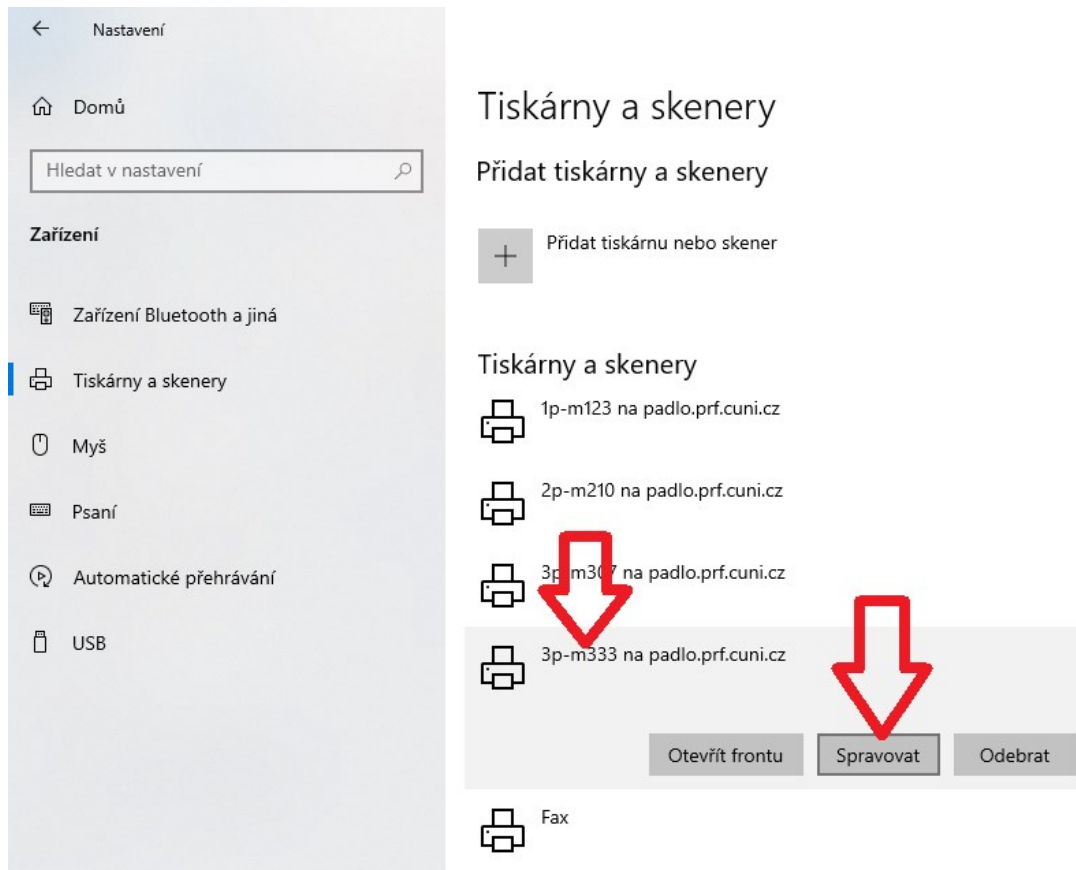 Nastavení
Domů
Hledat v nastavení
Zařízení
Zařízení Bluetooth a jiná
Tiskárny a skenery
Myš
Psaní
Automatické přehrávání
USB
Tiskárny a skenery
Přidat tiskárny a skenery
Přidat tiskárnu nebo skener
Tiskárny a skenery
1p-m123 na padlo.prf.cuni.cz
2p-m210 na padlo.prf.cuni.cz
3p-m307 na padlo.prf.cuni.cz
3p-m333 na padlo.prf.cuni.cz
Otevřít frontu Spravovat Odebrat
Fax